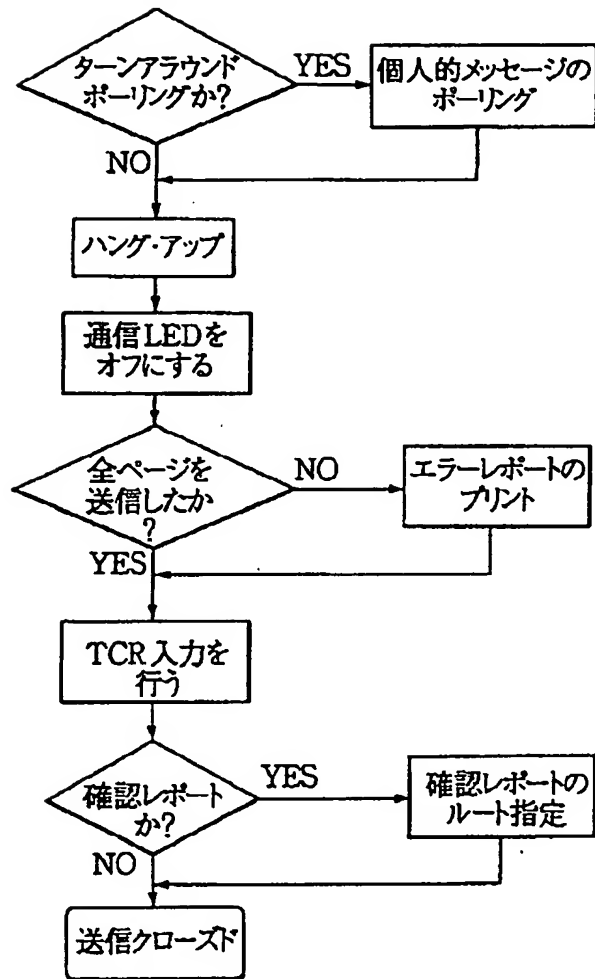 ターンアラウンド
ポーリングか?
YES
個人的メッセージの
ポーリング
NO
ハング・アップ
通信LEDを
オフにする
全ページを
送信したか
?
NO
エラーレポートの
プリント
YES
TCR入力を
行う
確認レポート
か?
YES
確認レポートの
ルート指定
NO
送信クローズド